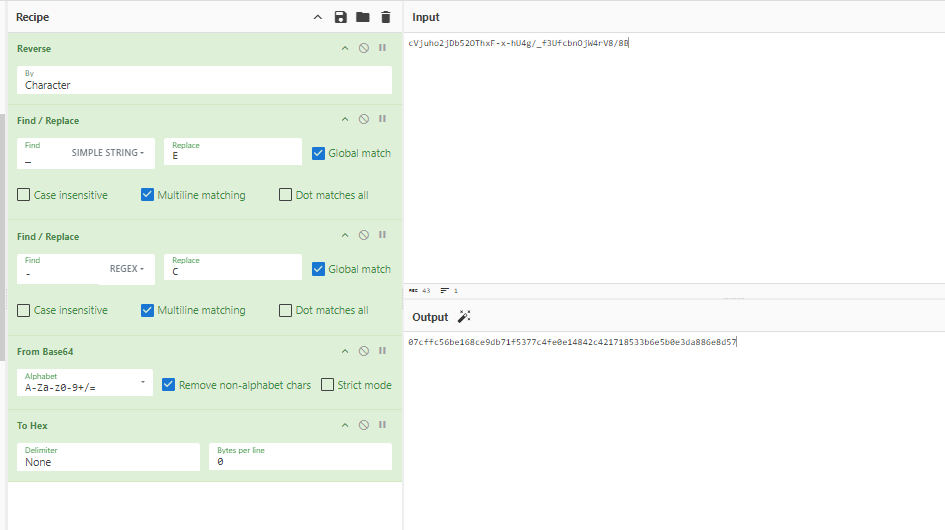 Recipe
Reverse
By
Character
Find / Replace
Find
_
SIMPLE STRING
Replace
E
Global match
Case insensitive
Multiline matching
Dot matches all
Find / Replace
Find
-
REGEX
Replace
C
Global match
Case insensitive
Multiline matching
Dot matches all
From Base64
Alphabet
A-Za-z0-9+/=
Remove non-alphabet chars
Strict mode
To Hex
Delimiter
None
Bytes per line
0
Input
cVjuho2jDb52OThxF-x-hU4g/_f3UfcbnOjW4rV8/8B
REC 43 1
Output
07cffc56be168ce9db71f5377c4fe0e14842c421718533b6e5b0e3da886e8d57